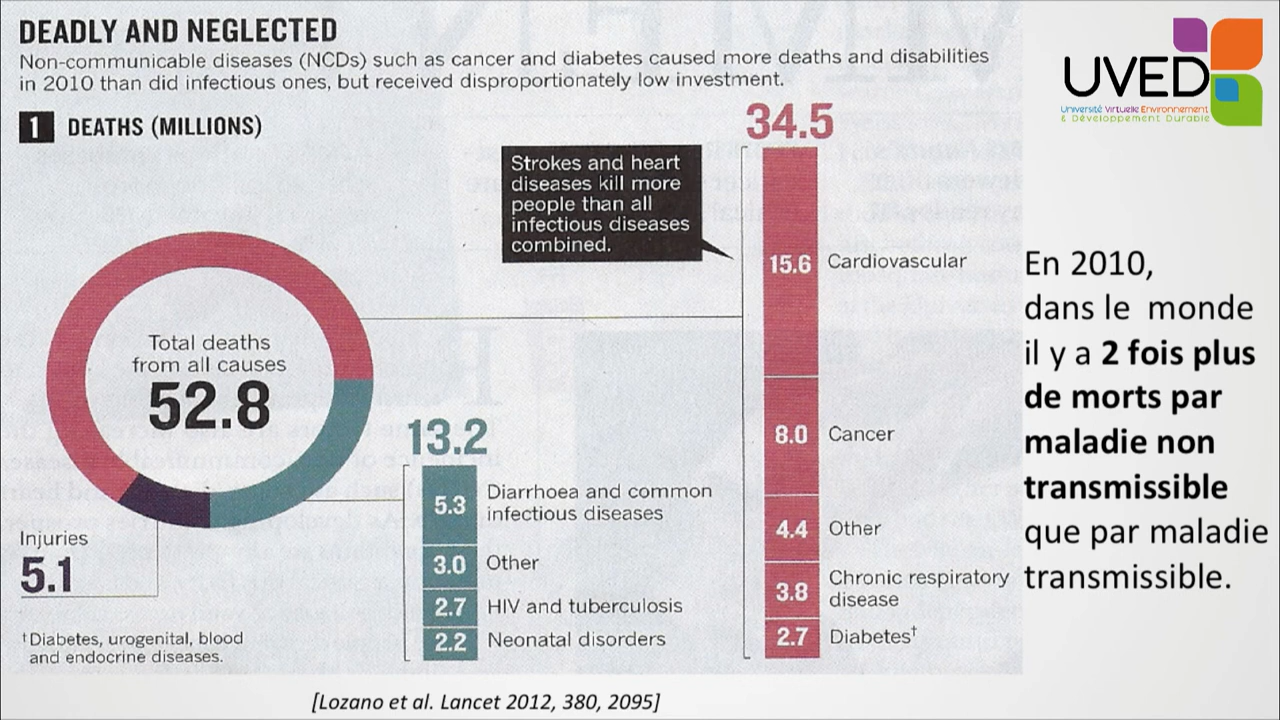 DEADLY AND NEGLECTED
Non-communicable diseases (NCDs) such as cancer and diabetes caused more deaths and disabilities
in 2010 than did infectious ones, but received disproportionately low investment.
1 DEATHS (MILLIONS)
34.5
Strokes and heart
diseases kill more
people than all
infectious diseases
combined.
15.6 Cardiovascular
8.0 Cancer
4.4 Other
3.8 Chronic respiratory
disease
2.7 Diabetes†
Total deaths
from all causes
52.8
13.2
5.3 Diarrhoea and common
infectious diseases
3.0 Other
2.7 HIV and tuberculosis
2.2 Neonatal disorders
Injuries
5.1
†Diabetes, urogenital, blood
and endocrine diseases.
[Lozano et al. Lancet 2012, 380, 2095]
UVED
Université Virtuelle Environnement
& Développement Durable
En 2010,
dans le monde
il y a 2 fois plus
de morts par
maladie non
transmissible
que par maladie
transmissible.